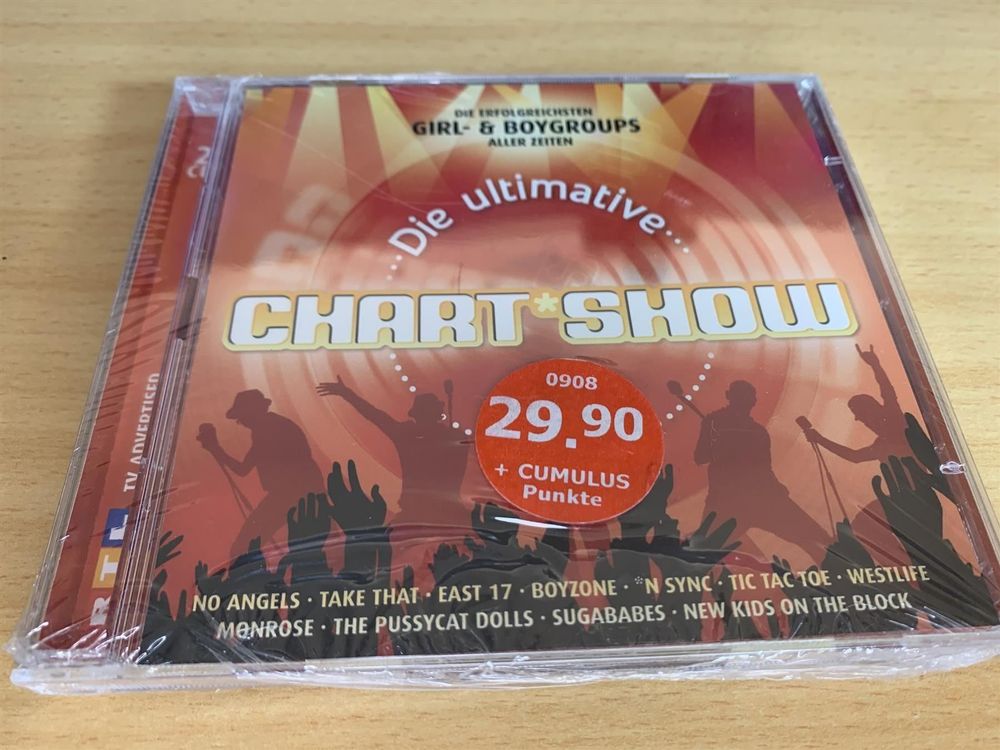 DIE ERFOLGREICHSTEN
GIRL- & BOYGROUPS
ALLER ZEITEN
...Die ultimative...
CHART*SHOW
0908
29.90
+ CUMULUS
Punkte
NO ANGELS · TAKE THAT · EAST 17 · BOYZONE · *N SYNC · TIC TAC TOE · WESTLIFE
MONROSE · THE PUSSYCAT DOLLS · SUGABABES · NEW KIDS ON THE BLOCK
RTL
TV ADVERTISED